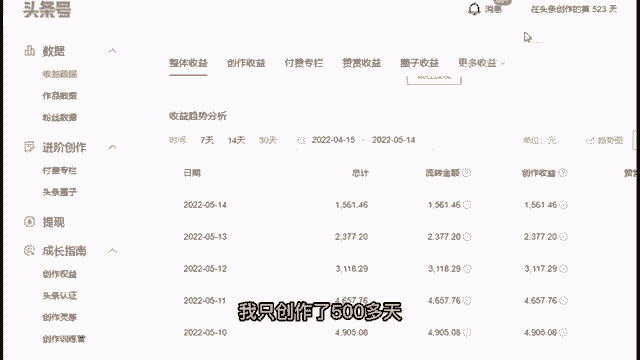 头条号
消息
在头条创作的第 523 天
数据
收益数据
作品数据
粉丝数据
进阶创作
付费专栏
头条圈子
提现
成长指南
创作权益
头条认证
创作灵感
创作训练营
整体收益 创作收益 付费专栏 赞赏收益 圈子收益 更多收益
收益趋势分析
7天 14天 30天 2022-04-15 - 2022-05-14 单位：元 趋势图
日期 总计 流转金额 创作收益
2022-05-14 1,561.46 1,561.46 1,561.46
2022-05-13 2,377.20 2,377.20 2,377.20
2022-05-12 3,118.29 3,118.29 3,117.29
2022-05-11 4,657.76 4,657.76 4,657.76
2022-05-10 4,905.08 4,905.08 4,905.08
我只创作了500多天